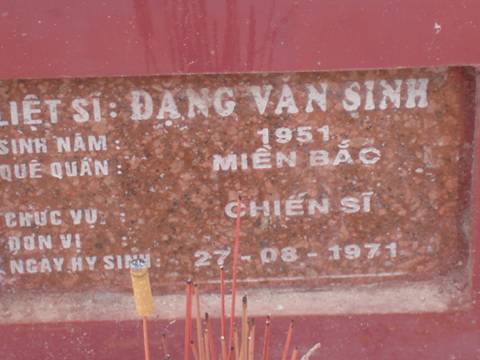 LIỆT SĨ: ĐẶNG VĂN SINH
SINH NĂM: 1951
QUÊ QUÁN: MIỀN BẮC
CHỨC VỤ: CHIẾN SĨ
ĐƠN VỊ:
NGÀY HY SINH: 27-08-1971